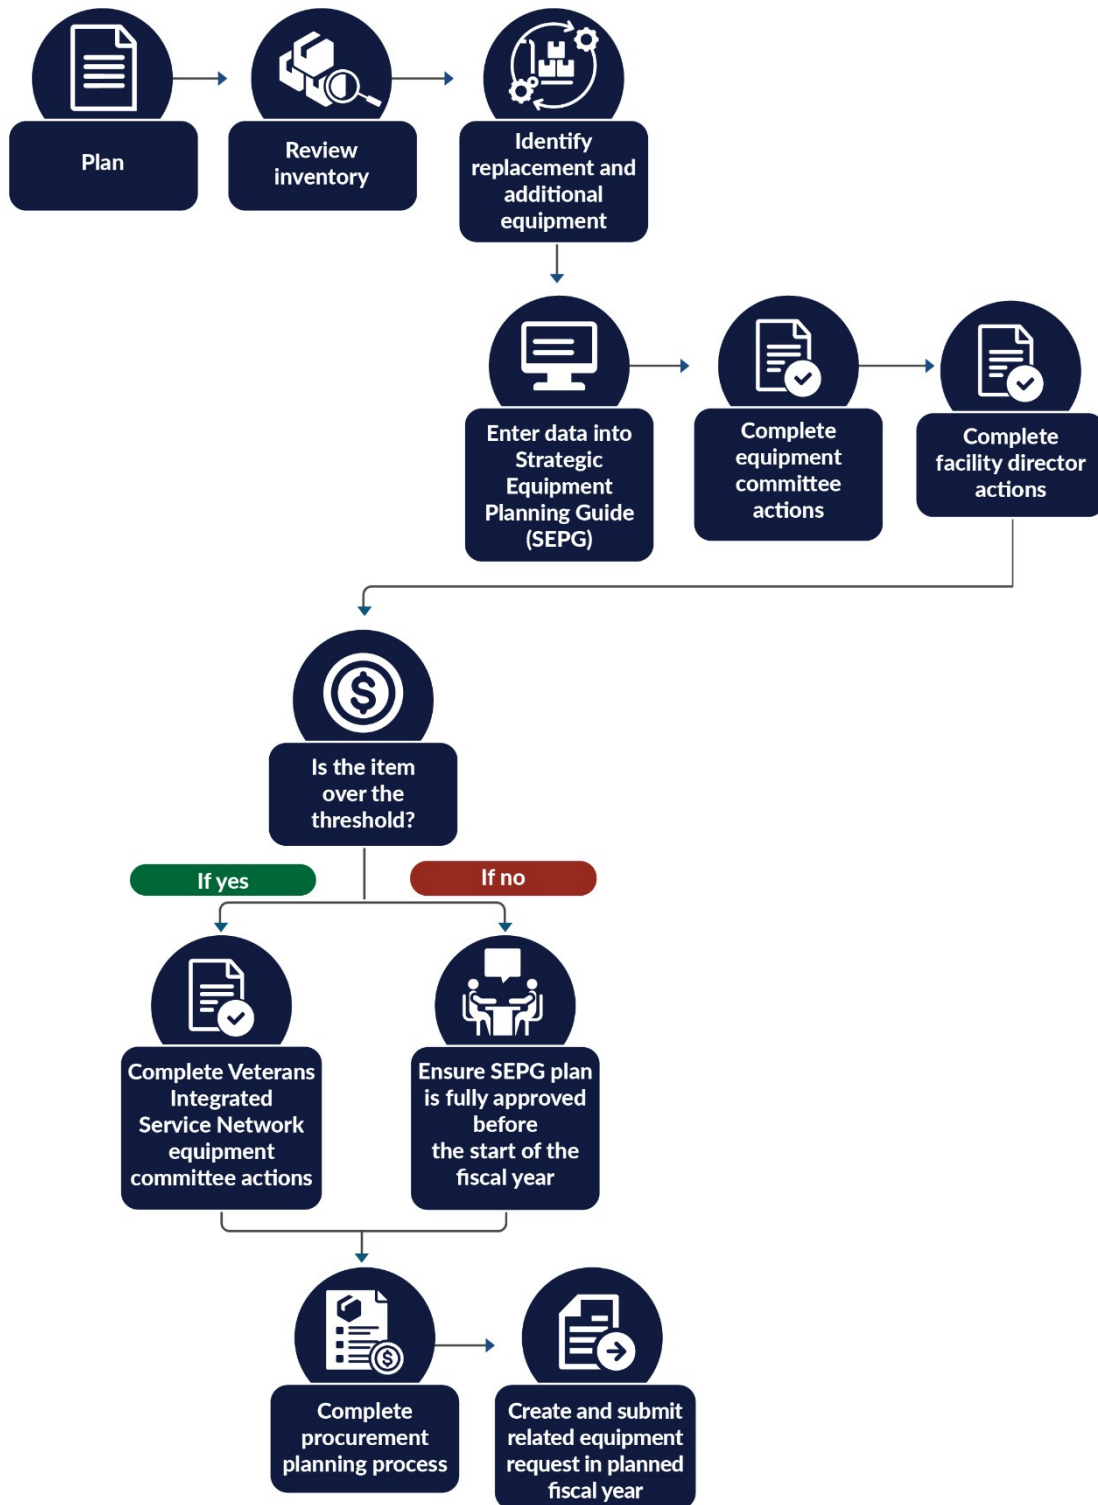 Plan
Review
inventory
Identify
replacement and
additional
equipment
Enter data into
Strategic
Equipment
Planning Guide
(SEPG)
Complete
equipment
committee
actions
Complete
facility director
actions
Is the item
over the
threshold?
If yes
If no
Complete Veterans
Integrated
Service Network
equipment
committee actions
Ensure SEPG plan
is fully approved
before
the start of the
fiscal year
Complete
procurement
planning process
Create and submit
related equipment
request in planned
fiscal year